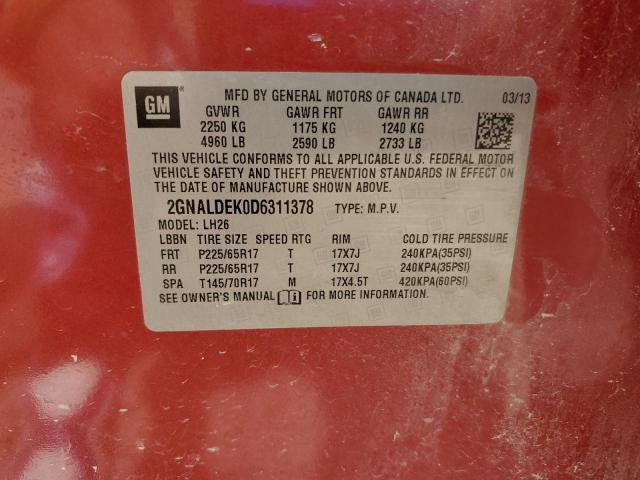 GM®
MFD BY GENERAL MOTORS OF CANADA LTD. 03/13
GVWR GAWR FRT GAWR RR
2250 KG 1175 KG 1240 KG
4960 LB 2590 LB 2733 LB
THIS VEHICLE CONFORMS TO ALL APPLICABLE U.S. FEDERAL MOTOR
VEHICLE SAFETY AND THEFT PREVENTION STANDARDS IN EFFECT ON
THE DATE OF MANUFACTURE SHOWN ABOVE.
2GNALDEK0D6311378 TYPE: M.P.V.
MODEL: LH26
LBBN TIRE SIZE SPEED RTG RIM COLD TIRE PRESSURE
FRT P225/65R17 T 17X7J 240KPA(35PSI)
RR P225/65R17 T 17X7J 240KPA(35PSI)
SPA T145/70R17 M 17X4.5T 420KPA(60PSI)
SEE OWNER'S MANUAL FOR MORE INFORMATION.